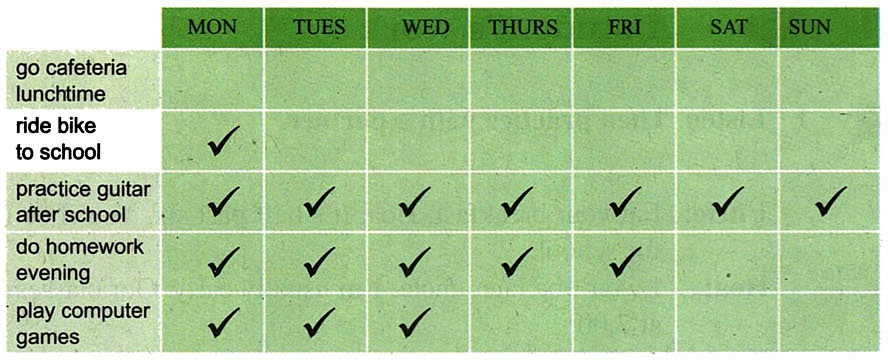 MON TUES WED THURS FRI SAT SUN
go cafeteria
lunchtime
ride bike
to school ✓
practice guitar
after school ✓ ✓ ✓ ✓ ✓ ✓ ✓
do homework
evening ✓ ✓ ✓ ✓ ✓
play computer
games ✓ ✓ ✓